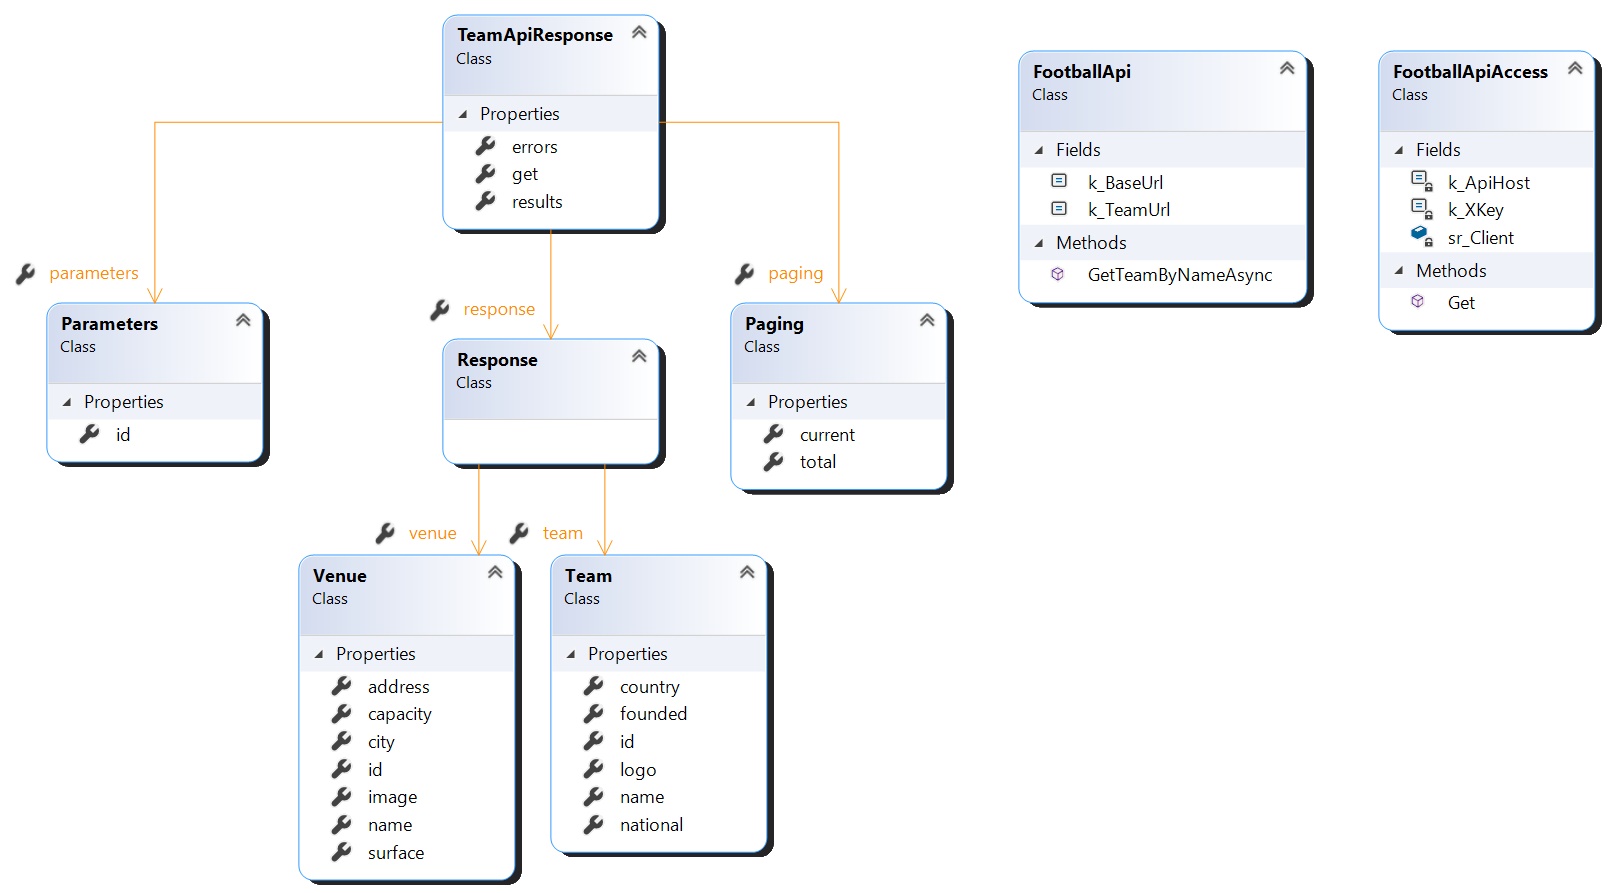 TeamApiResponse
Class
Properties
errors
get
results
parameters
response
paging
Parameters
Class
Properties
id
Response
Class
Paging
Class
Properties
current
total
venue
team
Venue
Class
Properties
address
capacity
city
id
image
name
surface
Team
Class
Properties
country
founded
id
logo
name
national
FootballApi
Class
Fields
k_BaseUrl
k_TeamUrl
Methods
GetTeamByNameAsync
FootballApiAccess
Class
Fields
k_ApiHost
k_XKey
sr_Client
Methods
Get